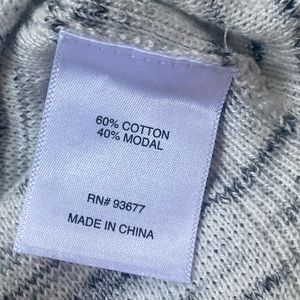 60% COTTON
40% MODAL
RN# 93677
MADE IN CHINA